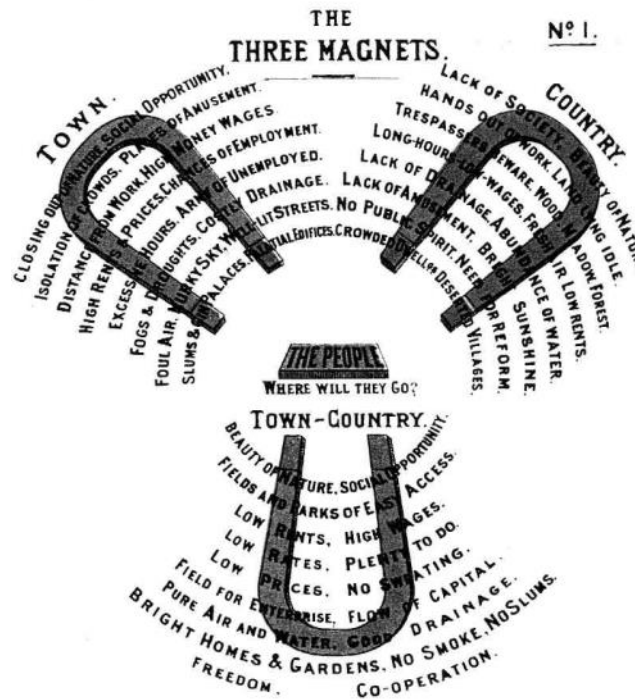 THE
THREE MAGNETS.
Nº 1.
TOWN.
CLOSING OUT OF NATURE. SOCIAL OPPORTUNITY.
ISOLATION OF CROWDS. PLACES OF AMUSEMENT.
DISTANCE FROM WORK. HIGH MONEY WAGES.
HIGH RENTS & PRICES. CHANCES OF EMPLOYMENT.
EXCESSIVE HOURS. ARMY OF UNEMPLOYED.
FOGS & DROUGHTS. COSTLY DRAINAGE.
FOUL AIR. MURKY SKY. WELL-LIT STREETS.
SLUMS & GIN PALACES. PALATIAL EDIFICES.
COUNTRY.
LACK OF SOCIETY. BEAUTY OF NATURE.
HANDS OUT OF WORK. LAND LYING IDLE.
TRESPASSERS BEWARE. WOOD, MEADOW, FOREST.
LONG-HOURS-LOW-WAGES. FRESH AIR LOW RENTS.
LACK OF DRAINAGE. ABUNDANCE OF WATER.
LACK OF AMUSEMENT. BRIGHT SUNSHINE.
NO PUBLIC SPIRIT. NEED FOR REFORM.
CROWDED DWELLGS DESERTED VILLAGES.
THE PEOPLE
WHERE WILL THEY GO?
TOWN-COUNTRY.
BEAUTY OF NATURE, SOCIAL OPPORTUNITY.
FIELDS AND PARKS OF EASY ACCESS.
LOW RENTS, HIGH WAGES.
LOW RATES, PLENTY TO DO.
LOW PRICES, NO SWEATING.
FIELD FOR ENTERPRISE, FLOW OF CAPITAL.
PURE AIR AND WATER, GOOD DRAINAGE.
BRIGHT HOMES & GARDENS, NO SMOKE, NO SLUMS.
FREEDOM. CO-OPERATION.